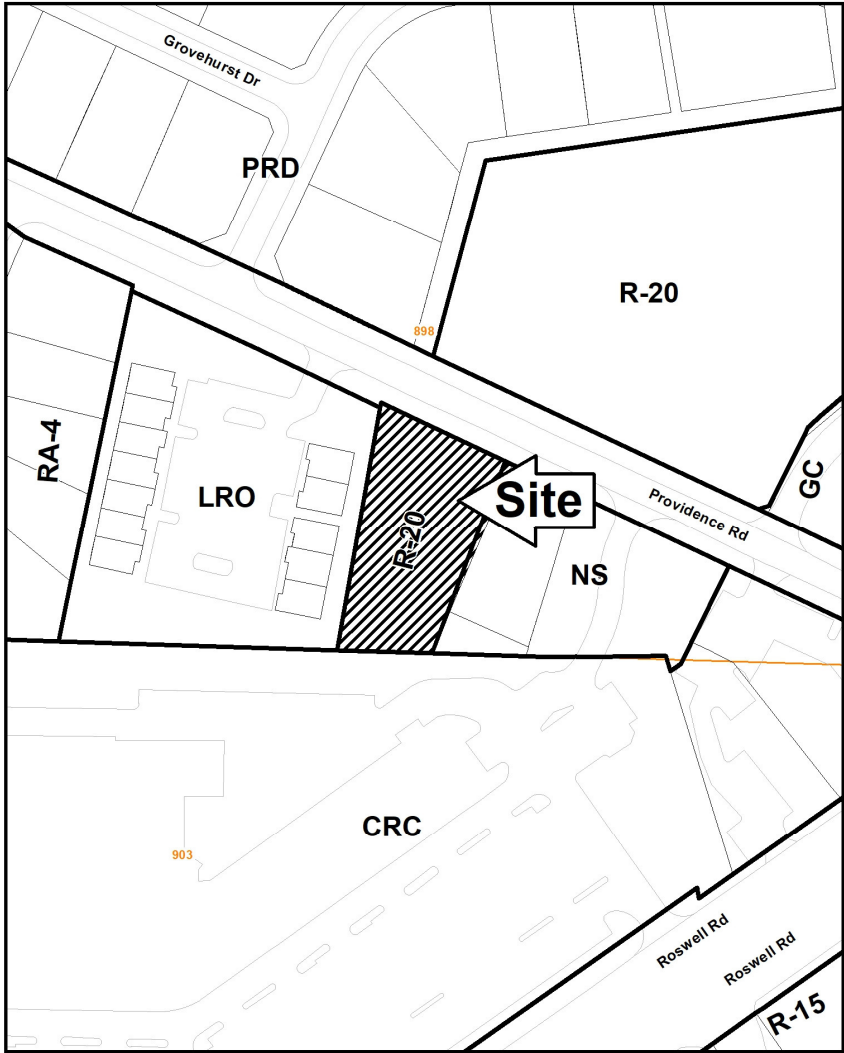 Grovehurst Dr
PRD
R-20
898
RA-4
LRO
R-20
Site
Providence Rd
GC
NS
CRC
903
Roswell Rd
Roswell Rd
R-15